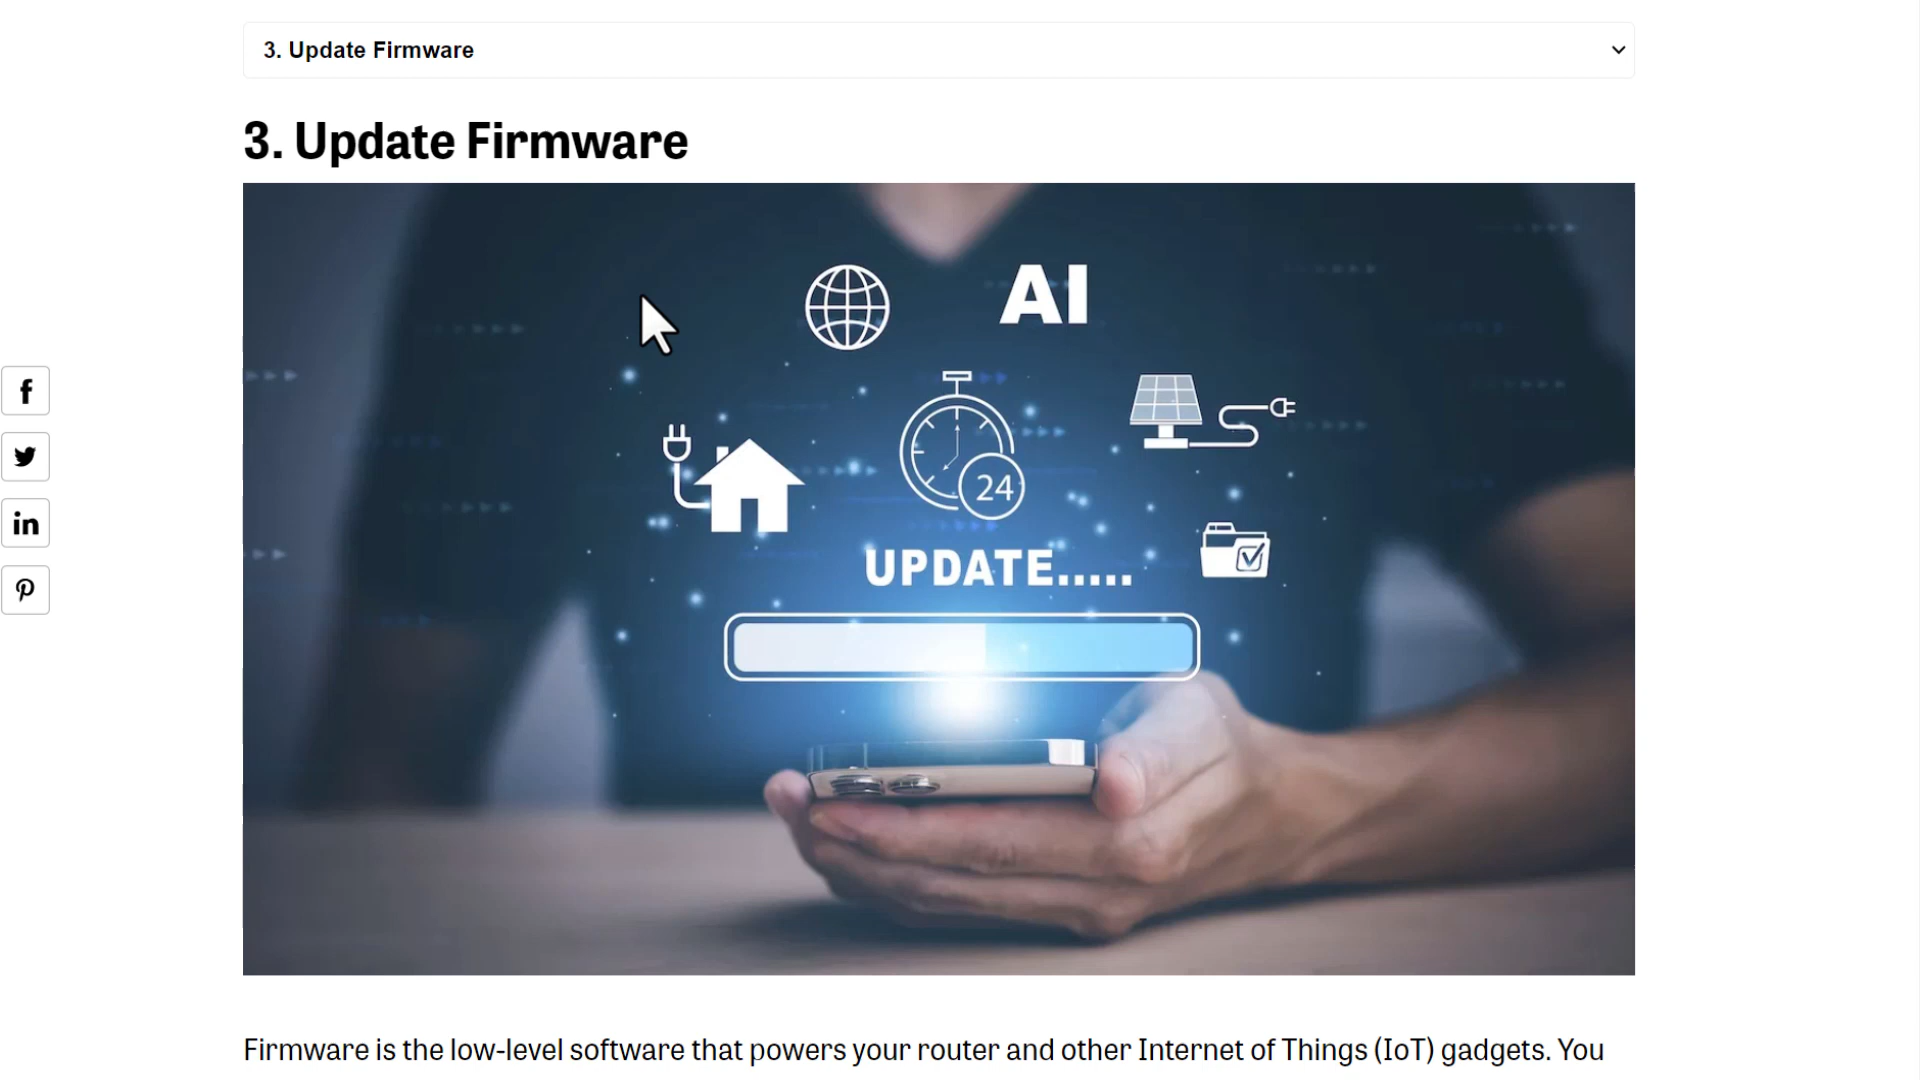 3. Update Firmware
3. Update Firmware
AI
24
UPDATE.....
f
in
Firmware is the low-level software that powers your router and other Internet of Things (IoT) gadgets. You